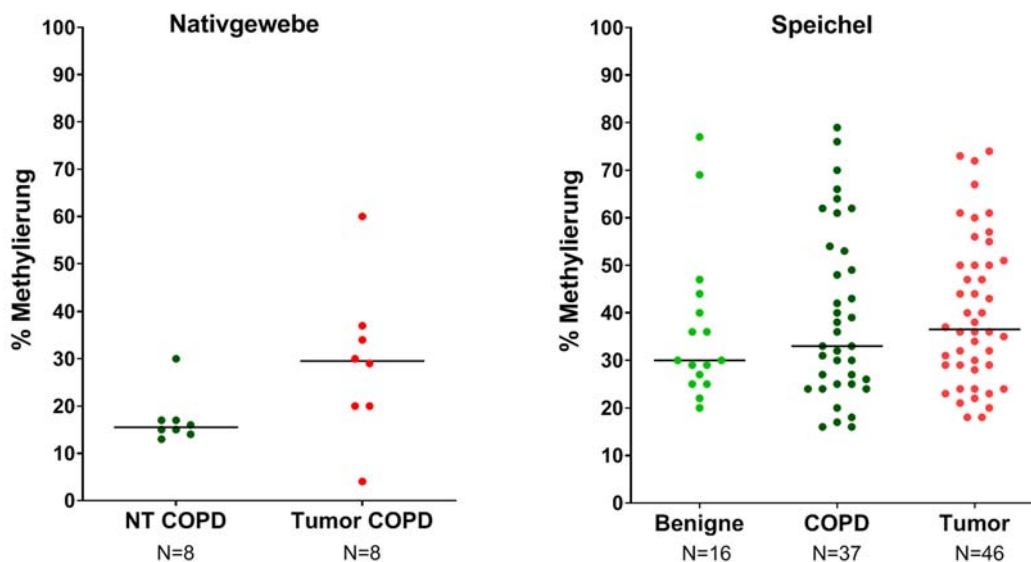 Nativgewebe
% Methylierung
100
90
80
70
60
50
40
30
20
10
0
NT COPD
Tumor COPD
N=8
N=8
Speichel
% Methylierung
100
90
80
70
60
50
40
30
20
10
0
Benigne
COPD
Tumor
N=16
N=37
N=46